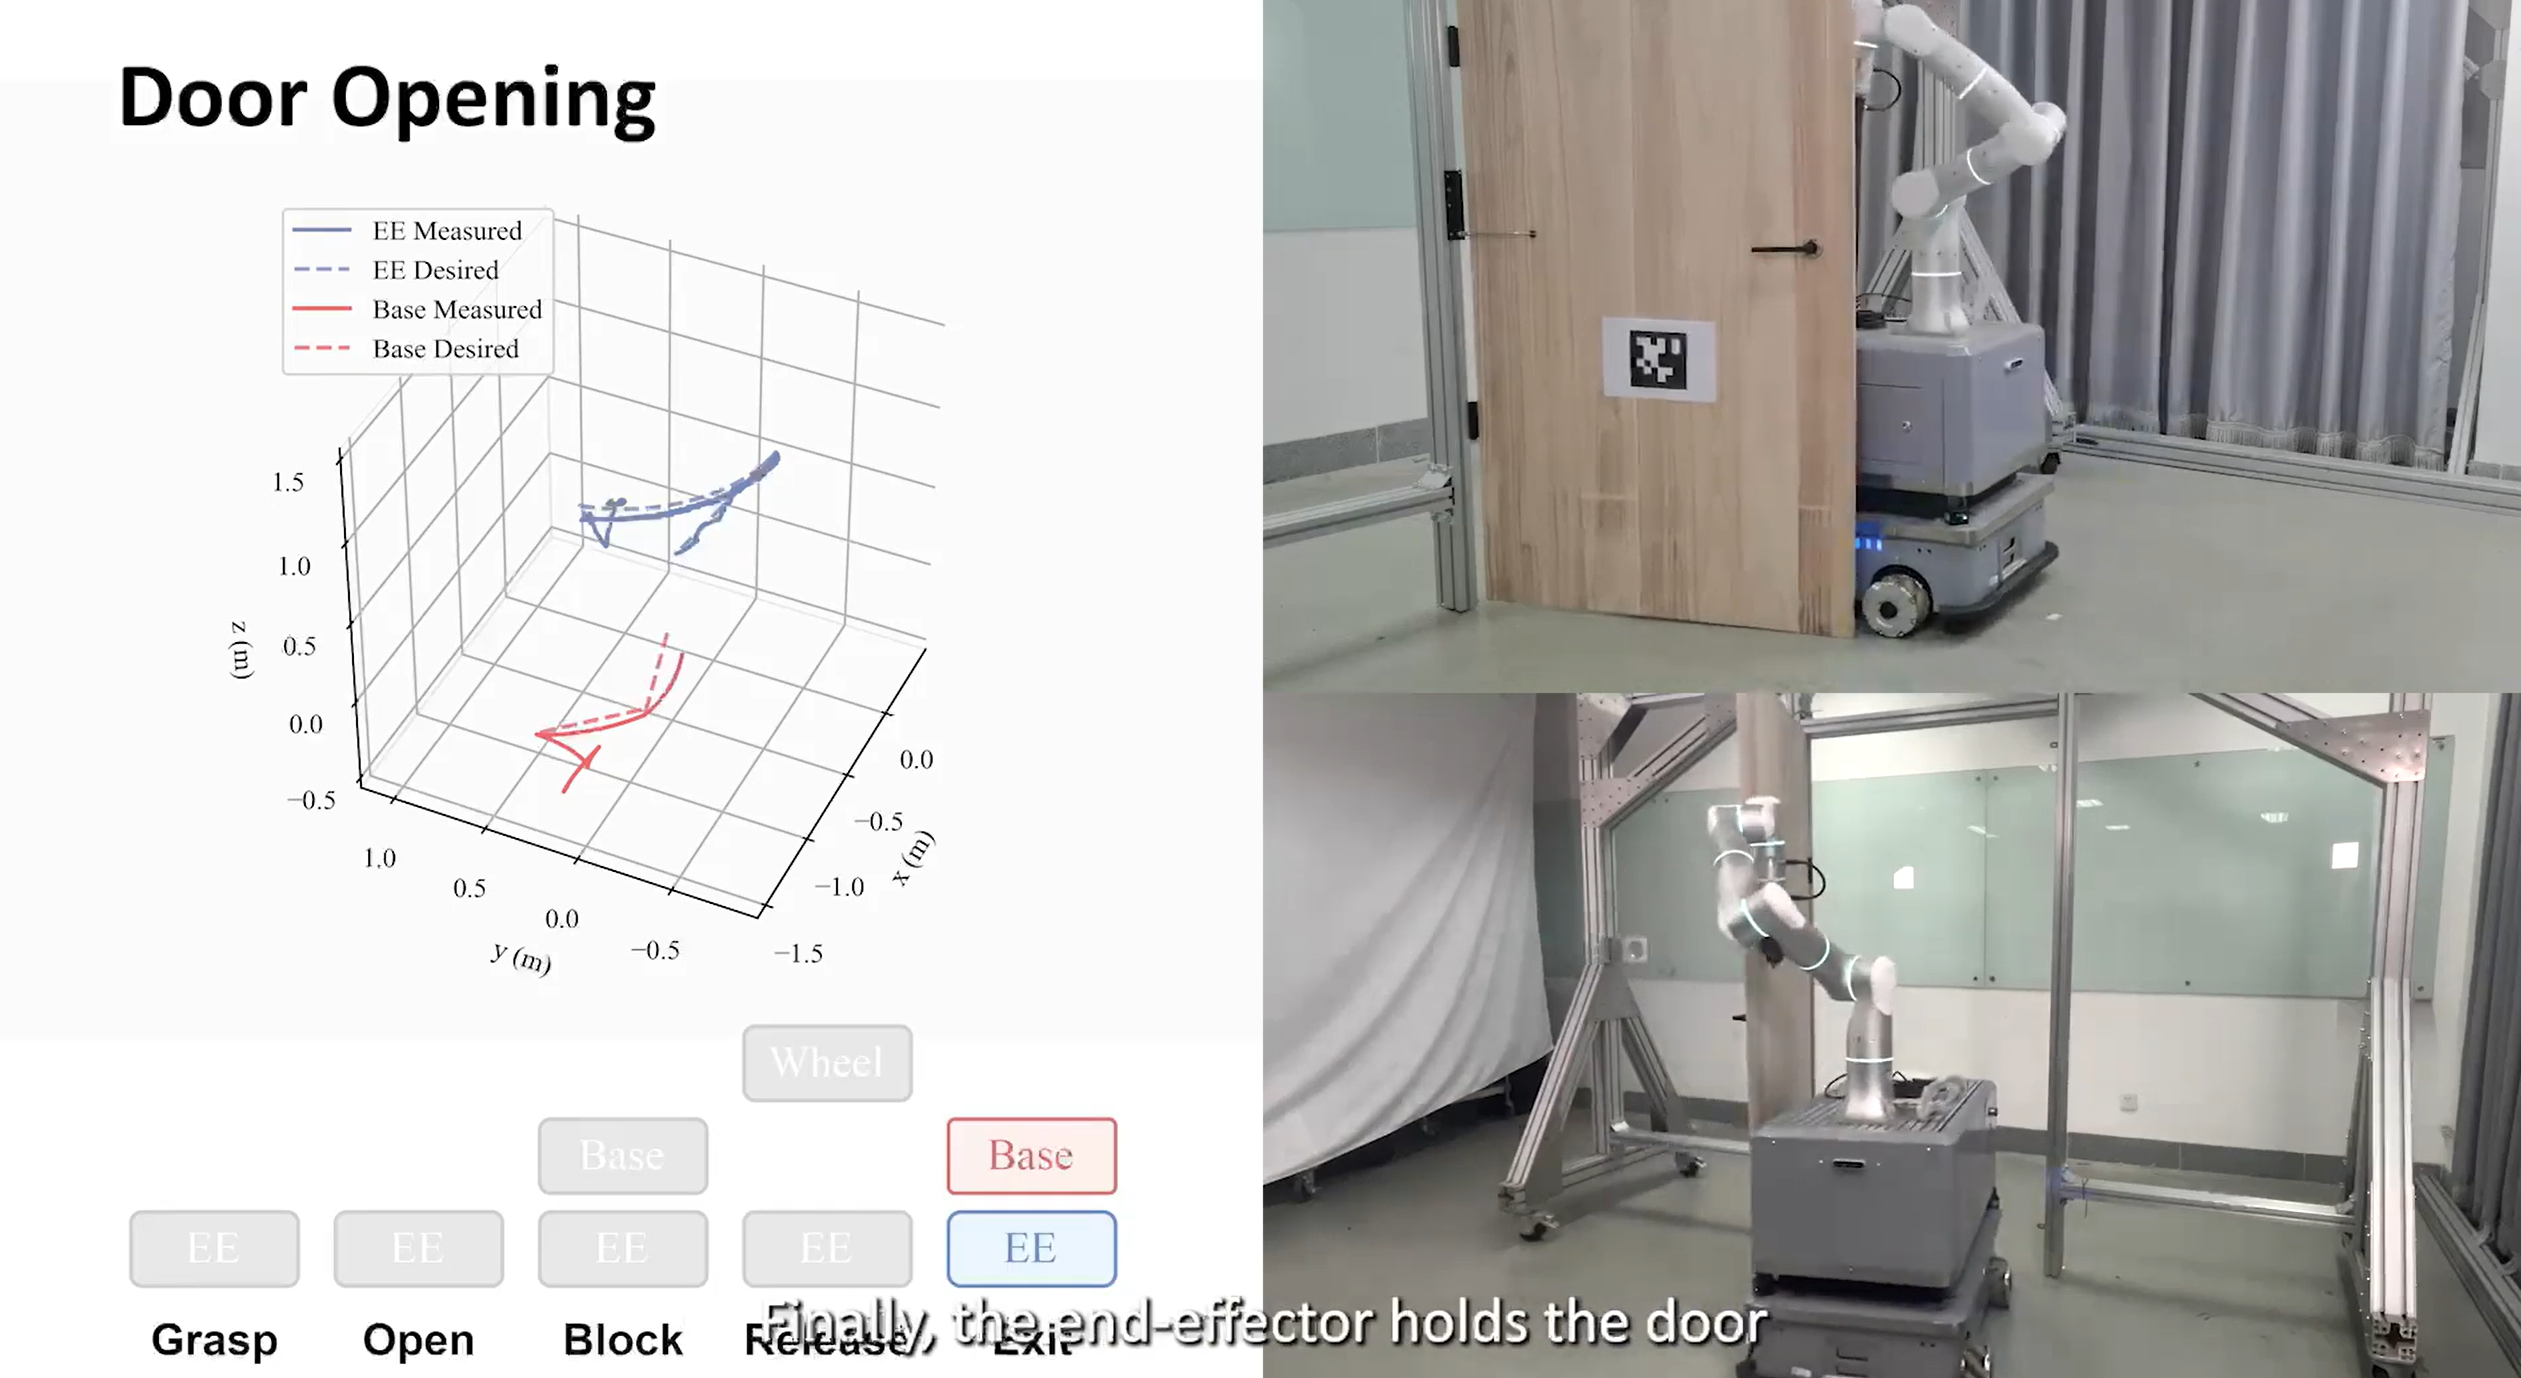 Door Opening
EE Measured
EE Desired
Base Measured
Base Desired
1.5
1.0
0.5
0.0
−0.5
z (m)
1.0
0.5
0.0
−0.5
y (m)
0.0
−0.5
−1.0
−1.5
x (m)
Wheel
Base
Base
EE
EE
EE
EE
EE
Grasp
Open
Block
Release
Exit
Finally, the end-effector holds the door